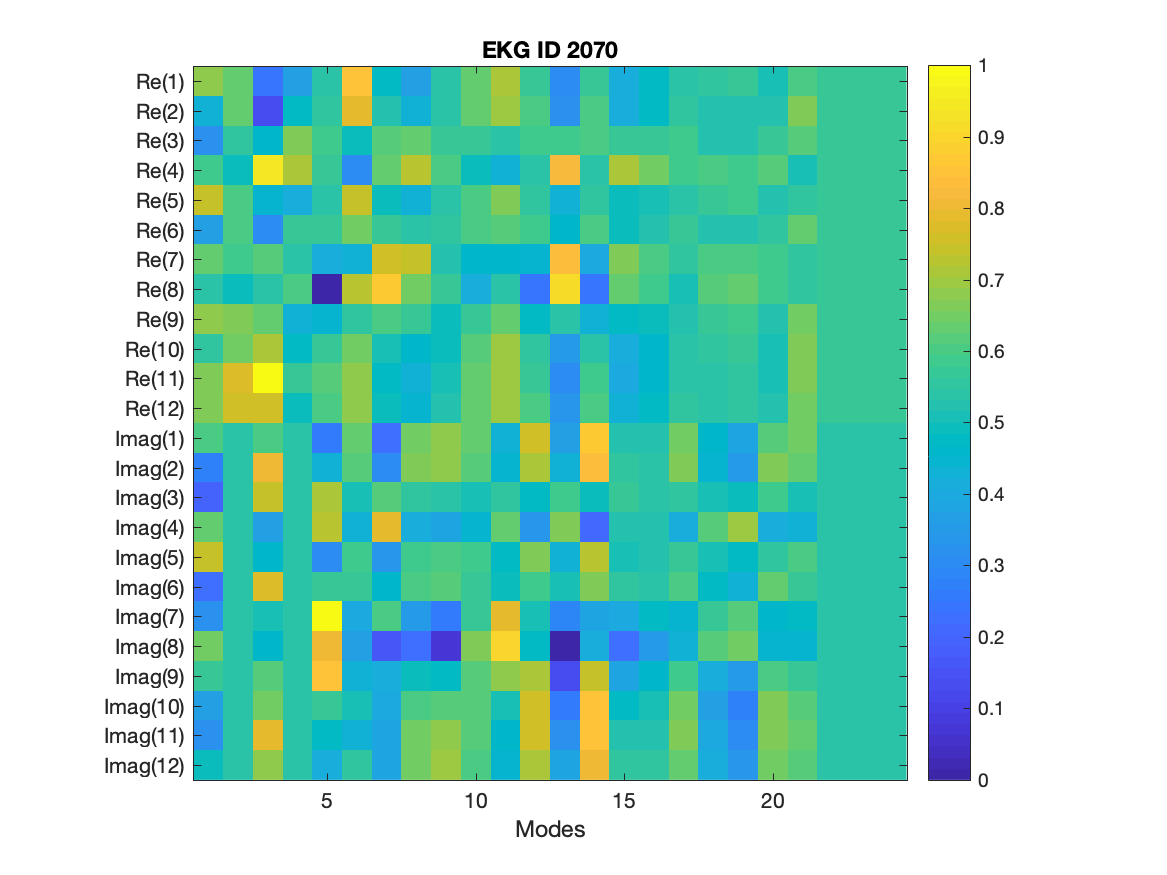 EKG ID 2070
Re(1)
Re(2)
Re(3)
Re(4)
Re(5)
Re(6)
Re(7)
Re(8)
Re(9)
Re(10)
Re(11)
Re(12)
Imag(1)
Imag(2)
Imag(3)
Imag(4)
Imag(5)
Imag(6)
Imag(7)
Imag(8)
Imag(9)
Imag(10)
Imag(11)
Imag(12)
5 10 15 20
Modes
1
0.9
0.8
0.7
0.6
0.5
0.4
0.3
0.2
0.1
0